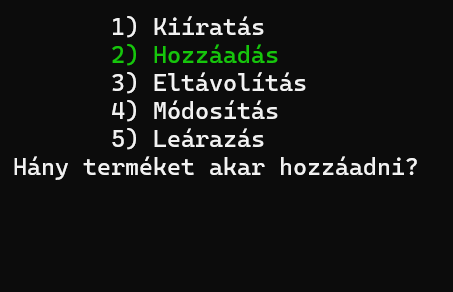 1) Kiíratás
2) Hozzáadás
3) Eltávolítás
4) Módosítás
5) Leárazás
Hány terméket akar hozzáadni?